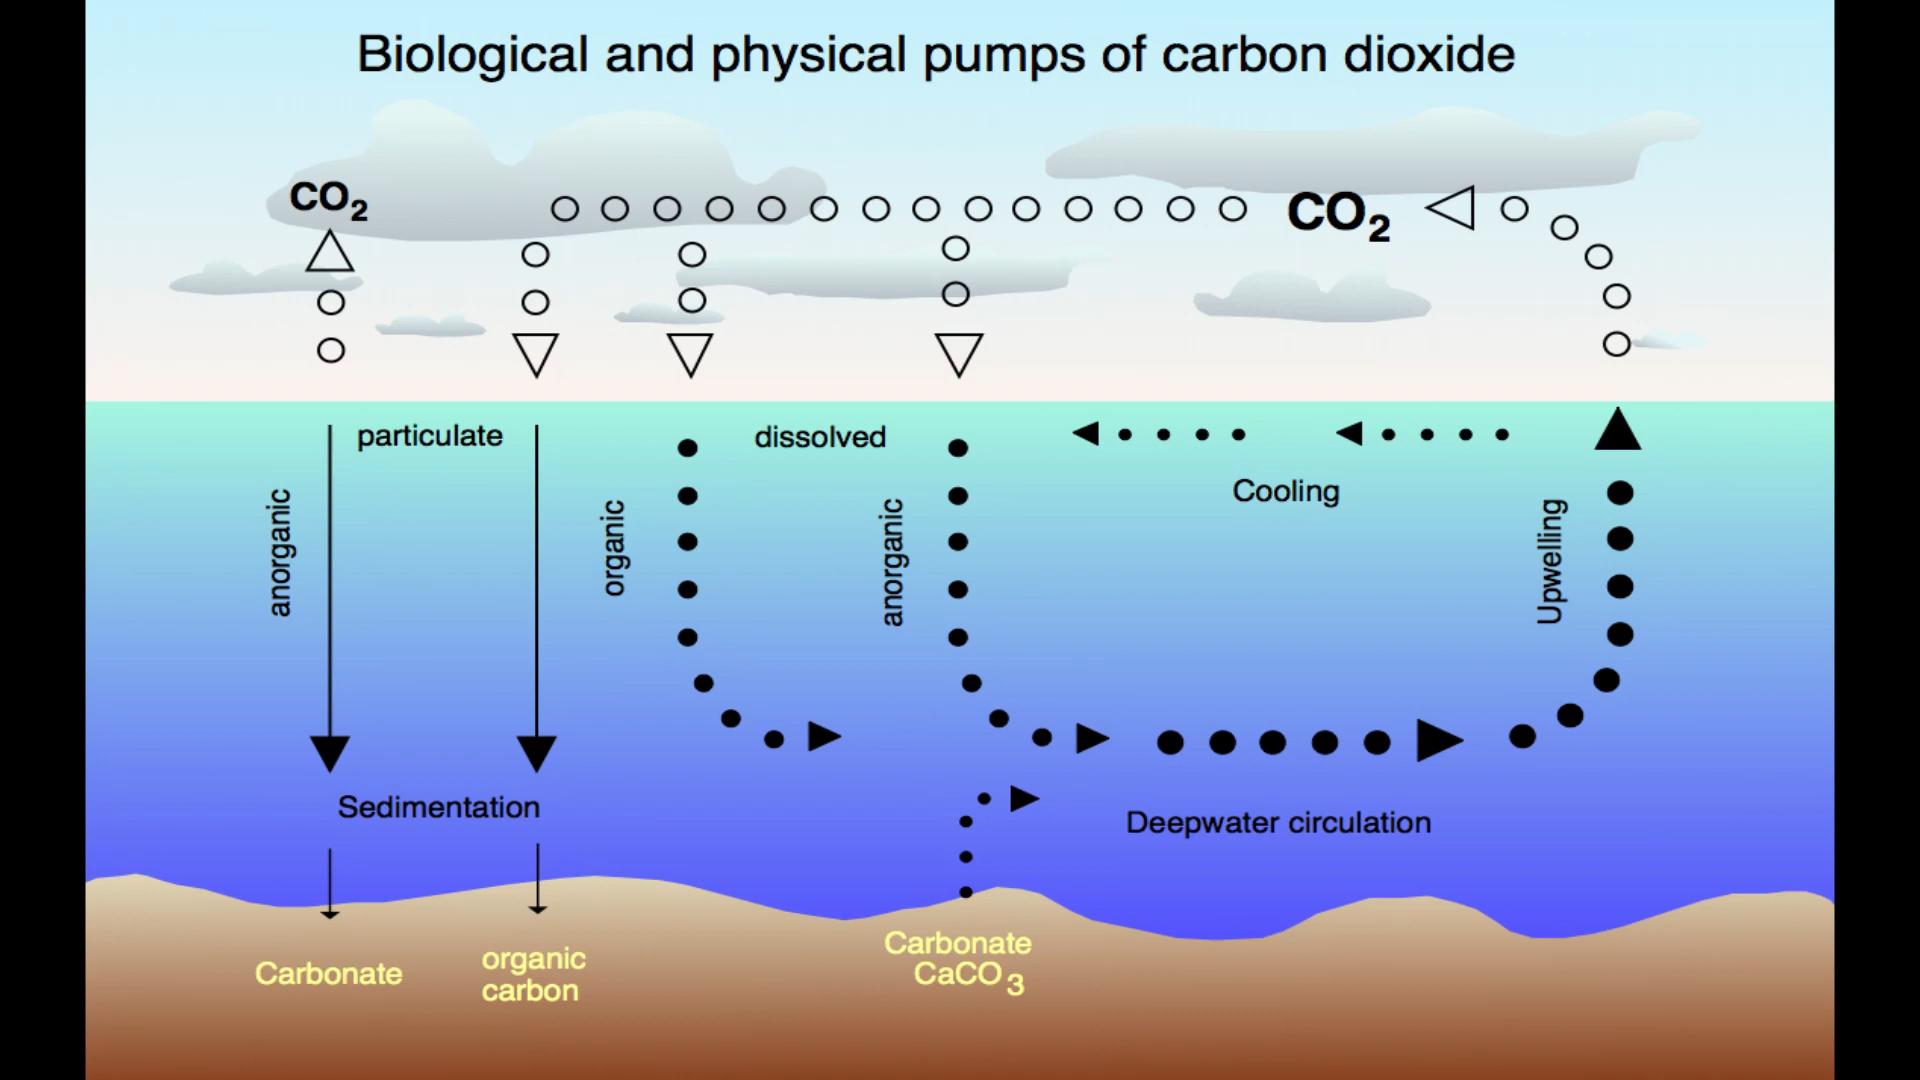 Biological and physical pumps of carbon dioxide
CO2
CO2
particulate
dissolved
Cooling
anorganic
organic
anorganic
Upwelling
Sedimentation
Deepwater circulation
Carbonate
organic
carbon
Carbonate
CaCO3